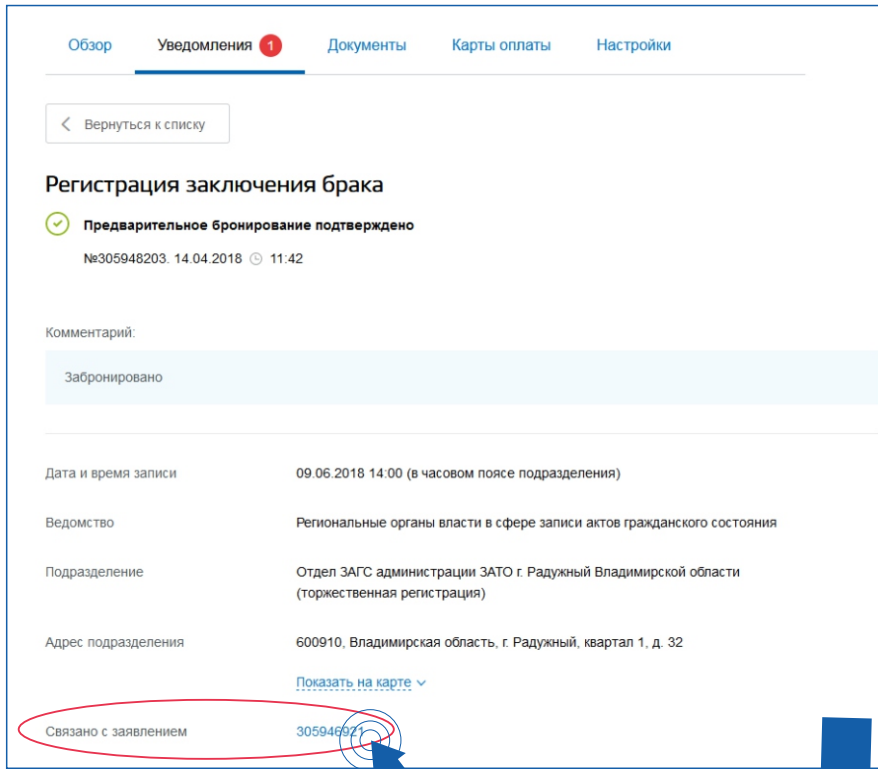 Обзор Уведомления 1 Документы Карты оплаты Настройки
Вернуться к списку
Регистрация заключения брака
Предварительное бронирование подтверждено
№305948203. 14.04.2018 11:42
Комментарий:
Забронировано
Дата и время записи 09.06.2018 14:00 (в часовом поясе подразделения)
Ведомство Региональные органы власти в сфере записи актов гражданского состояния
Подразделение Отдел ЗАГС администрации ЗАТО г. Радужный Владимирской области
(торжественная регистрация)
Адрес подразделения 600910, Владимирская область, г. Радужный, квартал 1, д. 32
Показать на карте
Связано с заявлением 305946921